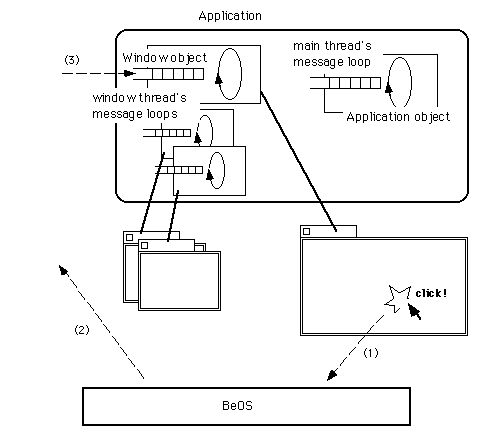 Application
(3)
Window object
main thread's
message loop
window thread's
message loops
Application object
click!
(2)
(1)
BeOS